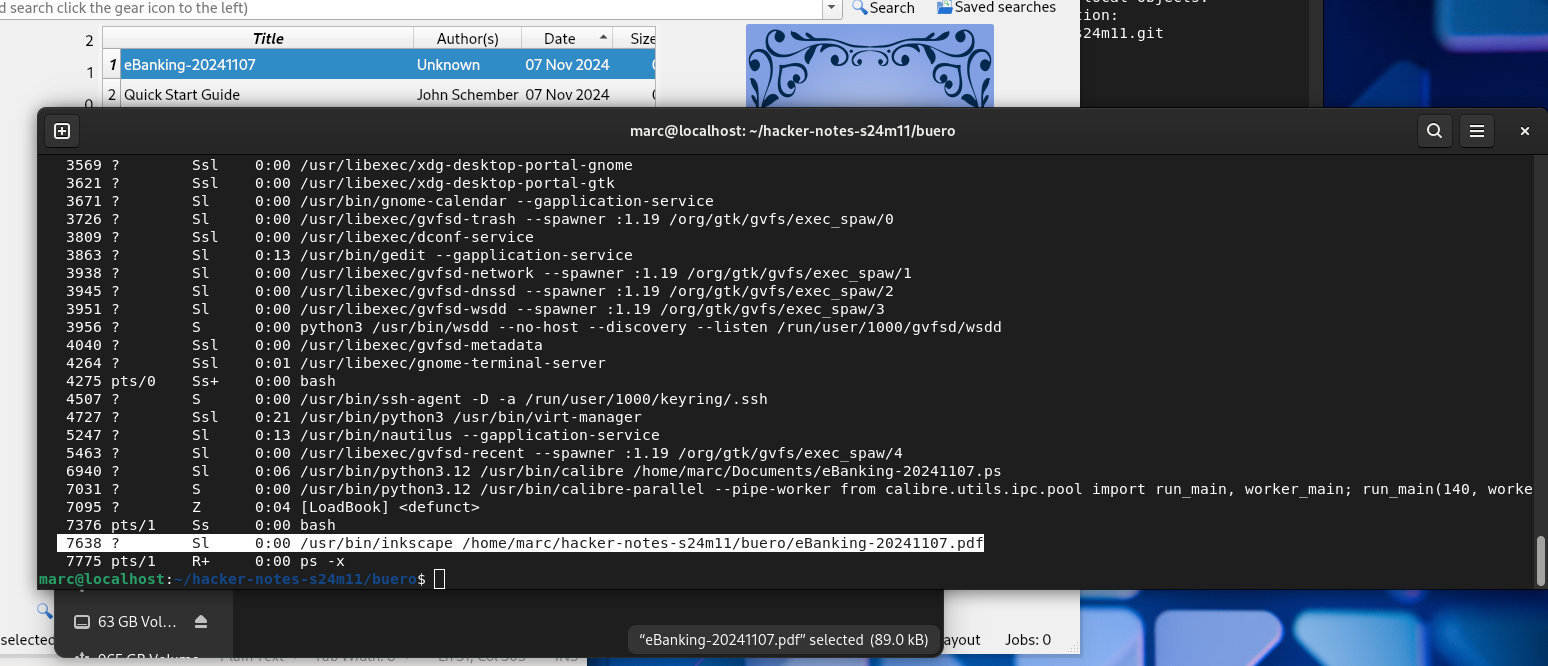 d search click the gear icon to the left)
Search
Saved searches
2
1
0
Title Author(s) Date Size
1 eBanking-20241107 Unknown 07 Nov 2024
2 Quick Start Guide John Schember 07 Nov 2024
tion:
s24m11.git
marc@localhost: ~/hacker-notes-s24m11/buero
3569 ? Ssl 0:00 /usr/libexec/xdg-desktop-portal-gnome
3621 ? Ssl 0:00 /usr/libexec/xdg-desktop-portal-gtk
3671 ? Sl 0:00 /usr/bin/gnome-calendar --gapplication-service
3726 ? Sl 0:00 /usr/libexec/gvfsd-trash --spawner :1.19 /org/gtk/gvfs/exec_spaw/0
3809 ? Ssl 0:00 /usr/libexec/dconf-service
3863 ? Sl 0:13 /usr/bin/gedit --gapplication-service
3938 ? Sl 0:00 /usr/libexec/gvfsd-network --spawner :1.19 /org/gtk/gvfs/exec_spaw/1
3945 ? Sl 0:00 /usr/libexec/gvfsd-dnssd --spawner :1.19 /org/gtk/gvfs/exec_spaw/2
3951 ? Sl 0:00 /usr/libexec/gvfsd-wsdd --spawner :1.19 /org/gtk/gvfs/exec_spaw/3
3956 ? S 0:00 python3 /usr/bin/wsdd --no-host --discovery --listen /run/user/1000/gvfsd/wsdd
4040 ? Ssl 0:00 /usr/libexec/gvfsd-metadata
4264 ? Ssl 0:01 /usr/libexec/gnome-terminal-server
4275 pts/0 Ss+ 0:00 bash
4507 ? S 0:00 /usr/bin/ssh-agent -D -a /run/user/1000/keyring/.ssh
4727 ? Ssl 0:21 /usr/bin/python3 /usr/bin/virt-manager
5247 ? Sl 0:13 /usr/bin/nautilus --gapplication-service
5463 ? Sl 0:00 /usr/libexec/gvfsd-recent --spawner :1.19 /org/gtk/gvfs/exec_spaw/4
6940 ? Sl 0:06 /usr/bin/python3.12 /usr/bin/calibre /home/marc/Documents/eBanking-20241107.ps
7031 ? S 0:00 /usr/bin/python3.12 /usr/bin/calibre-parallel --pipe-worker from calibre.utils.ipc.pool import run_main, worker_main; run_main(140, worke
7095 ? Z 0:04 [LoadBook] <defunct>
7376 pts/1 Ss 0:00 bash
7638 ? Sl 0:00 /usr/bin/inkscape /home/marc/hacker-notes-s24m11/buero/eBanking-20241107.pdf
7775 pts/1 R+ 0:00 ps -x
marc@localhost:~/hacker-notes-s24m11/buero$
63 GB Vol...
selected
“eBanking-20241107.pdf” selected (89.0 kB)
ayout
Jobs: 0